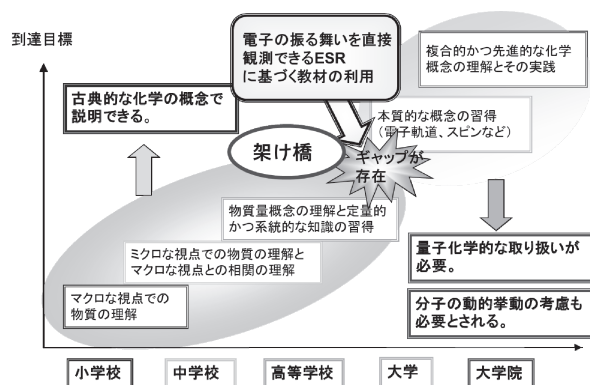 到達目標
電子の振る舞いを直接
観測できるESR
に基づく教材の利用
複合的かつ先進的な化学
概念の理解とその実践
古典的な化学の概念で
説明できる。
本質的な概念の習得
（電子軌道、スピンなど）
架け橋
ギャップが
存在
物質量概念の理解と定量的
かつ系統的な知識の習得
ミクロな視点での物質の理解と
マクロな視点との相関の理解
マクロな視点での
物質の理解
量子化学的な取り扱いが
必要。
分子の動的挙動の考慮も
必要とされる。
小学校
中学校
高等学校
大学
大学院